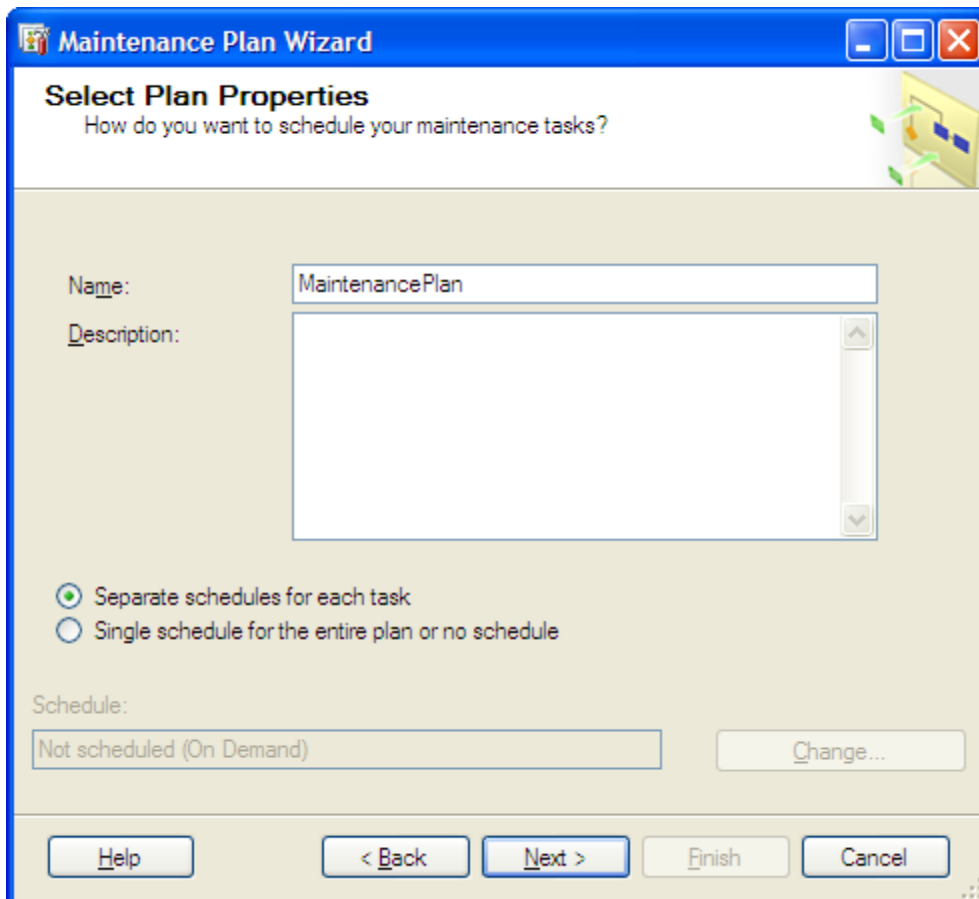 Maintenance Plan Wizard
Select Plan Properties
How do you want to schedule your maintenance tasks?
Name:
MaintenancePlan
Description:
Separate schedules for each task
Single schedule for the entire plan or no schedule
Schedule:
Not scheduled (On Demand)
Change...
Help
< Back
Next >
Finish
Cancel